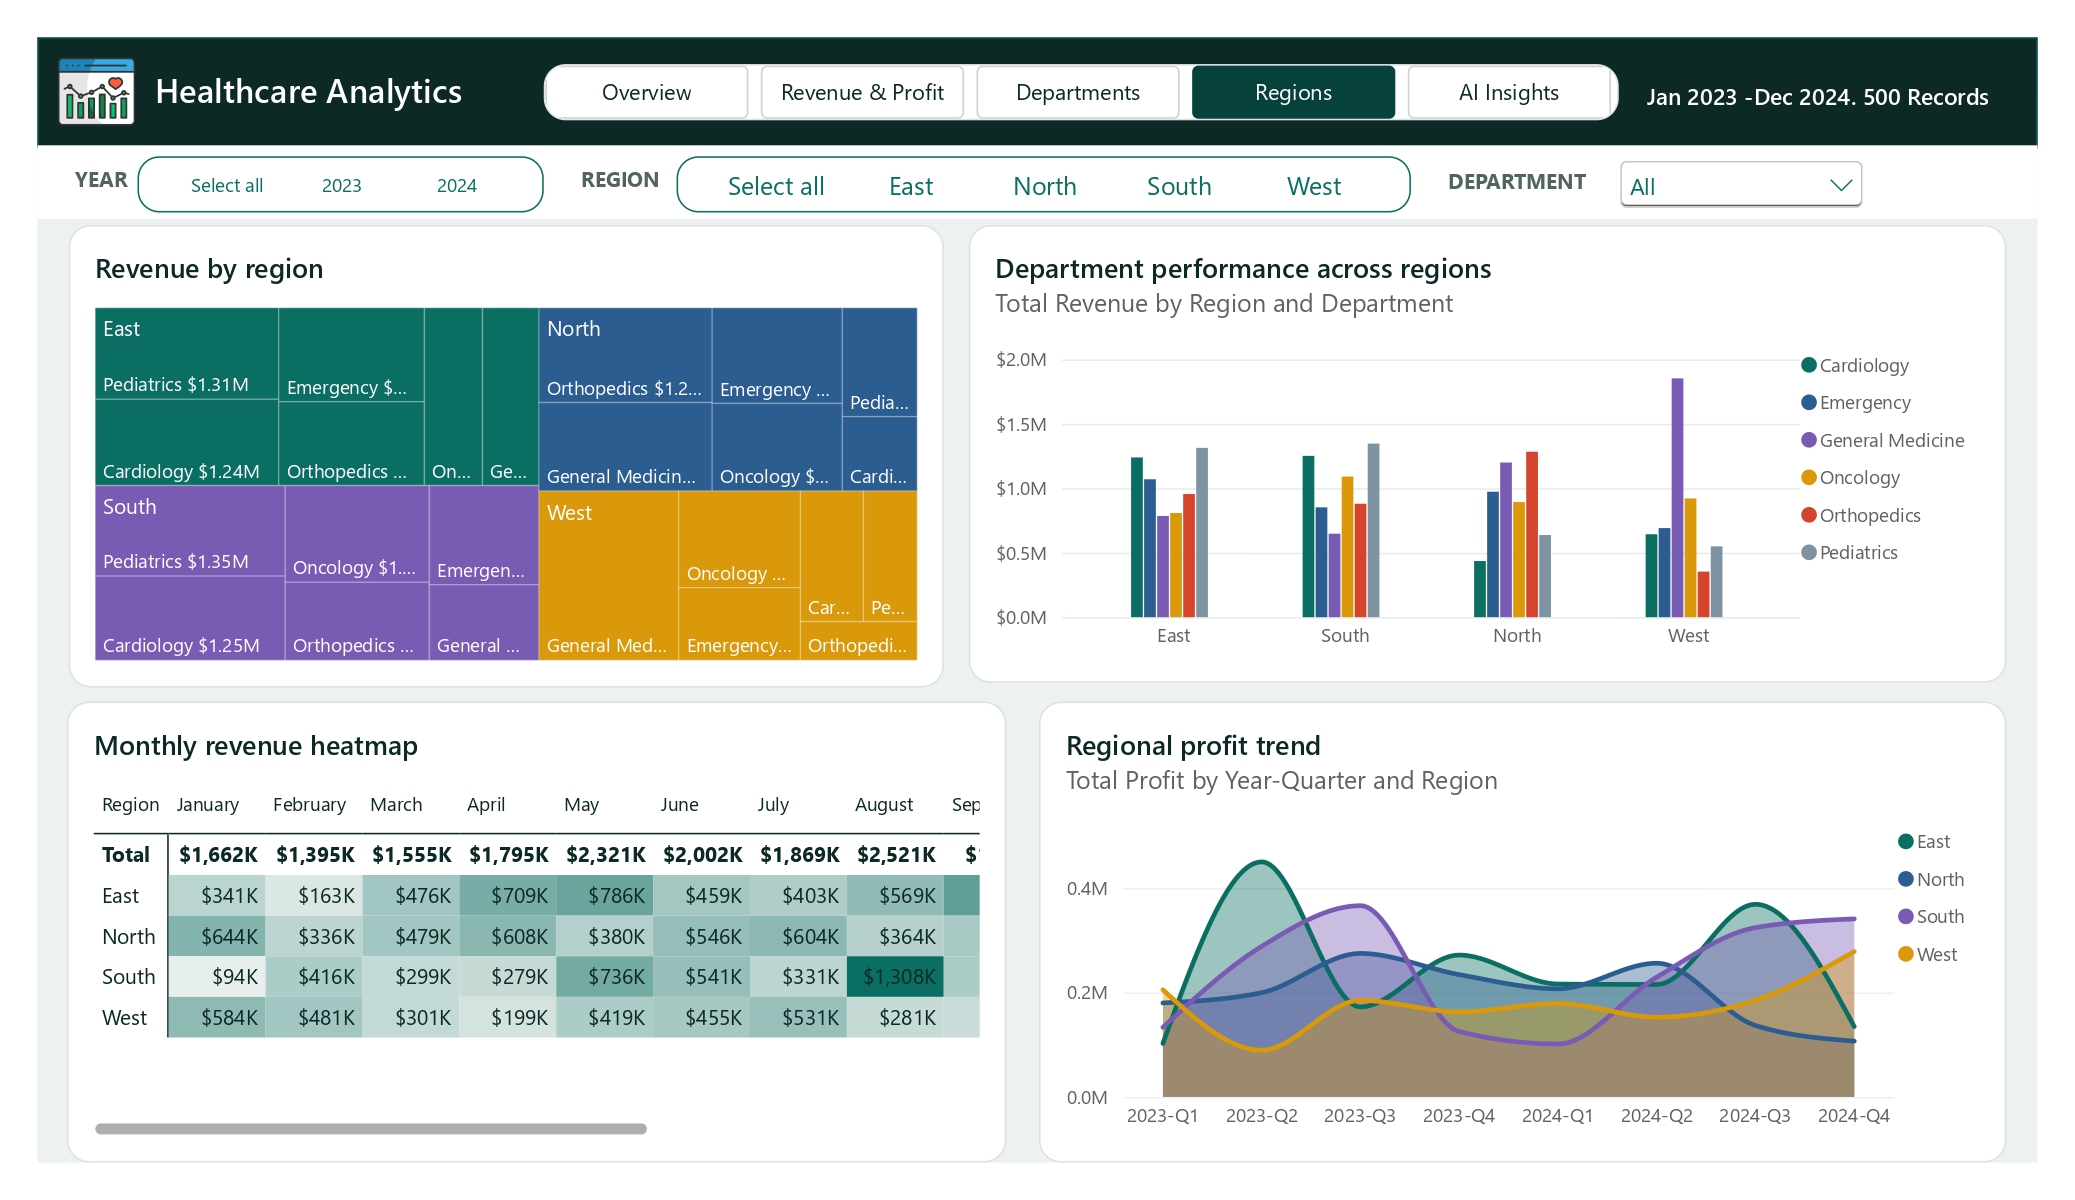 Healthcare Analytics
Overview
Revenue & Profit
Departments
Regions
AI Insights
Jan 2023 -Dec 2024. 500 Records
YEAR
Select all 2023 2024
REGION
Select all East North South West
DEPARTMENT
All
Revenue by region
East
Pediatrics $1.31M
Emergency $...
Cardiology $1.24M
Orthopedics ...
On...
Ge...
North
Orthopedics $1.2...
Emergency ...
Pedia...
General Medicin...
Oncology $...
Cardi...
South
Pediatrics $1.35M
Oncology $1....
Emergen...
Cardiology $1.25M
Orthopedics ...
General ...
West
Oncology ...
Car...
Pe...
General Med...
Emergency...
Orthopedi...
Department performance across regions
Total Revenue by Region and Department
$2.0M
$1.5M
$1.0M
$0.5M
$0.0M
East South North West
Cardiology
Emergency
General Medicine
Oncology
Orthopedics
Pediatrics
Monthly revenue heatmap
Region January February March April May June July August Sep
Total $1,662K $1,395K $1,555K $1,795K $2,321K $2,002K $1,869K $2,521K
East $341K $163K $476K $709K $786K $459K $403K $569K
North $644K $336K $479K $608K $380K $546K $604K $364K
South $94K $416K $299K $279K $736K $541K $331K $1,308K
West $584K $481K $301K $199K $419K $455K $531K $281K
Regional profit trend
Total Profit by Year-Quarter and Region
0.4M
0.2M
0.0M
2023-Q1 2023-Q2 2023-Q3 2023-Q4 2024-Q1 2024-Q2 2024-Q3 2024-Q4
East
North
South
West